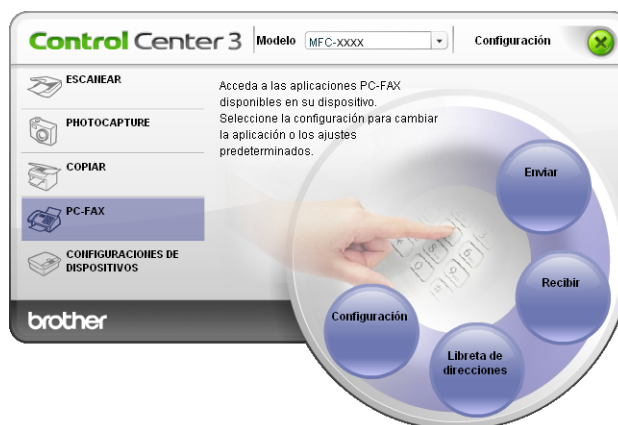 Control Center 3
Modelo
MFC-XXXX
Configuración
ESCANEAR
PHOTOCAPTURE
COPIAR
PC-FAX
CONFIGURACIONES DE
DISPOSITIVOS
brother
Acceda a las aplicaciones PC-FAX
disponibles en su dispositivo.
Seleccione la configuración para cambiar
la aplicación o los ajustes
predeterminados.
Enviar
Recibir
Libreta de
direcciones
Configuración